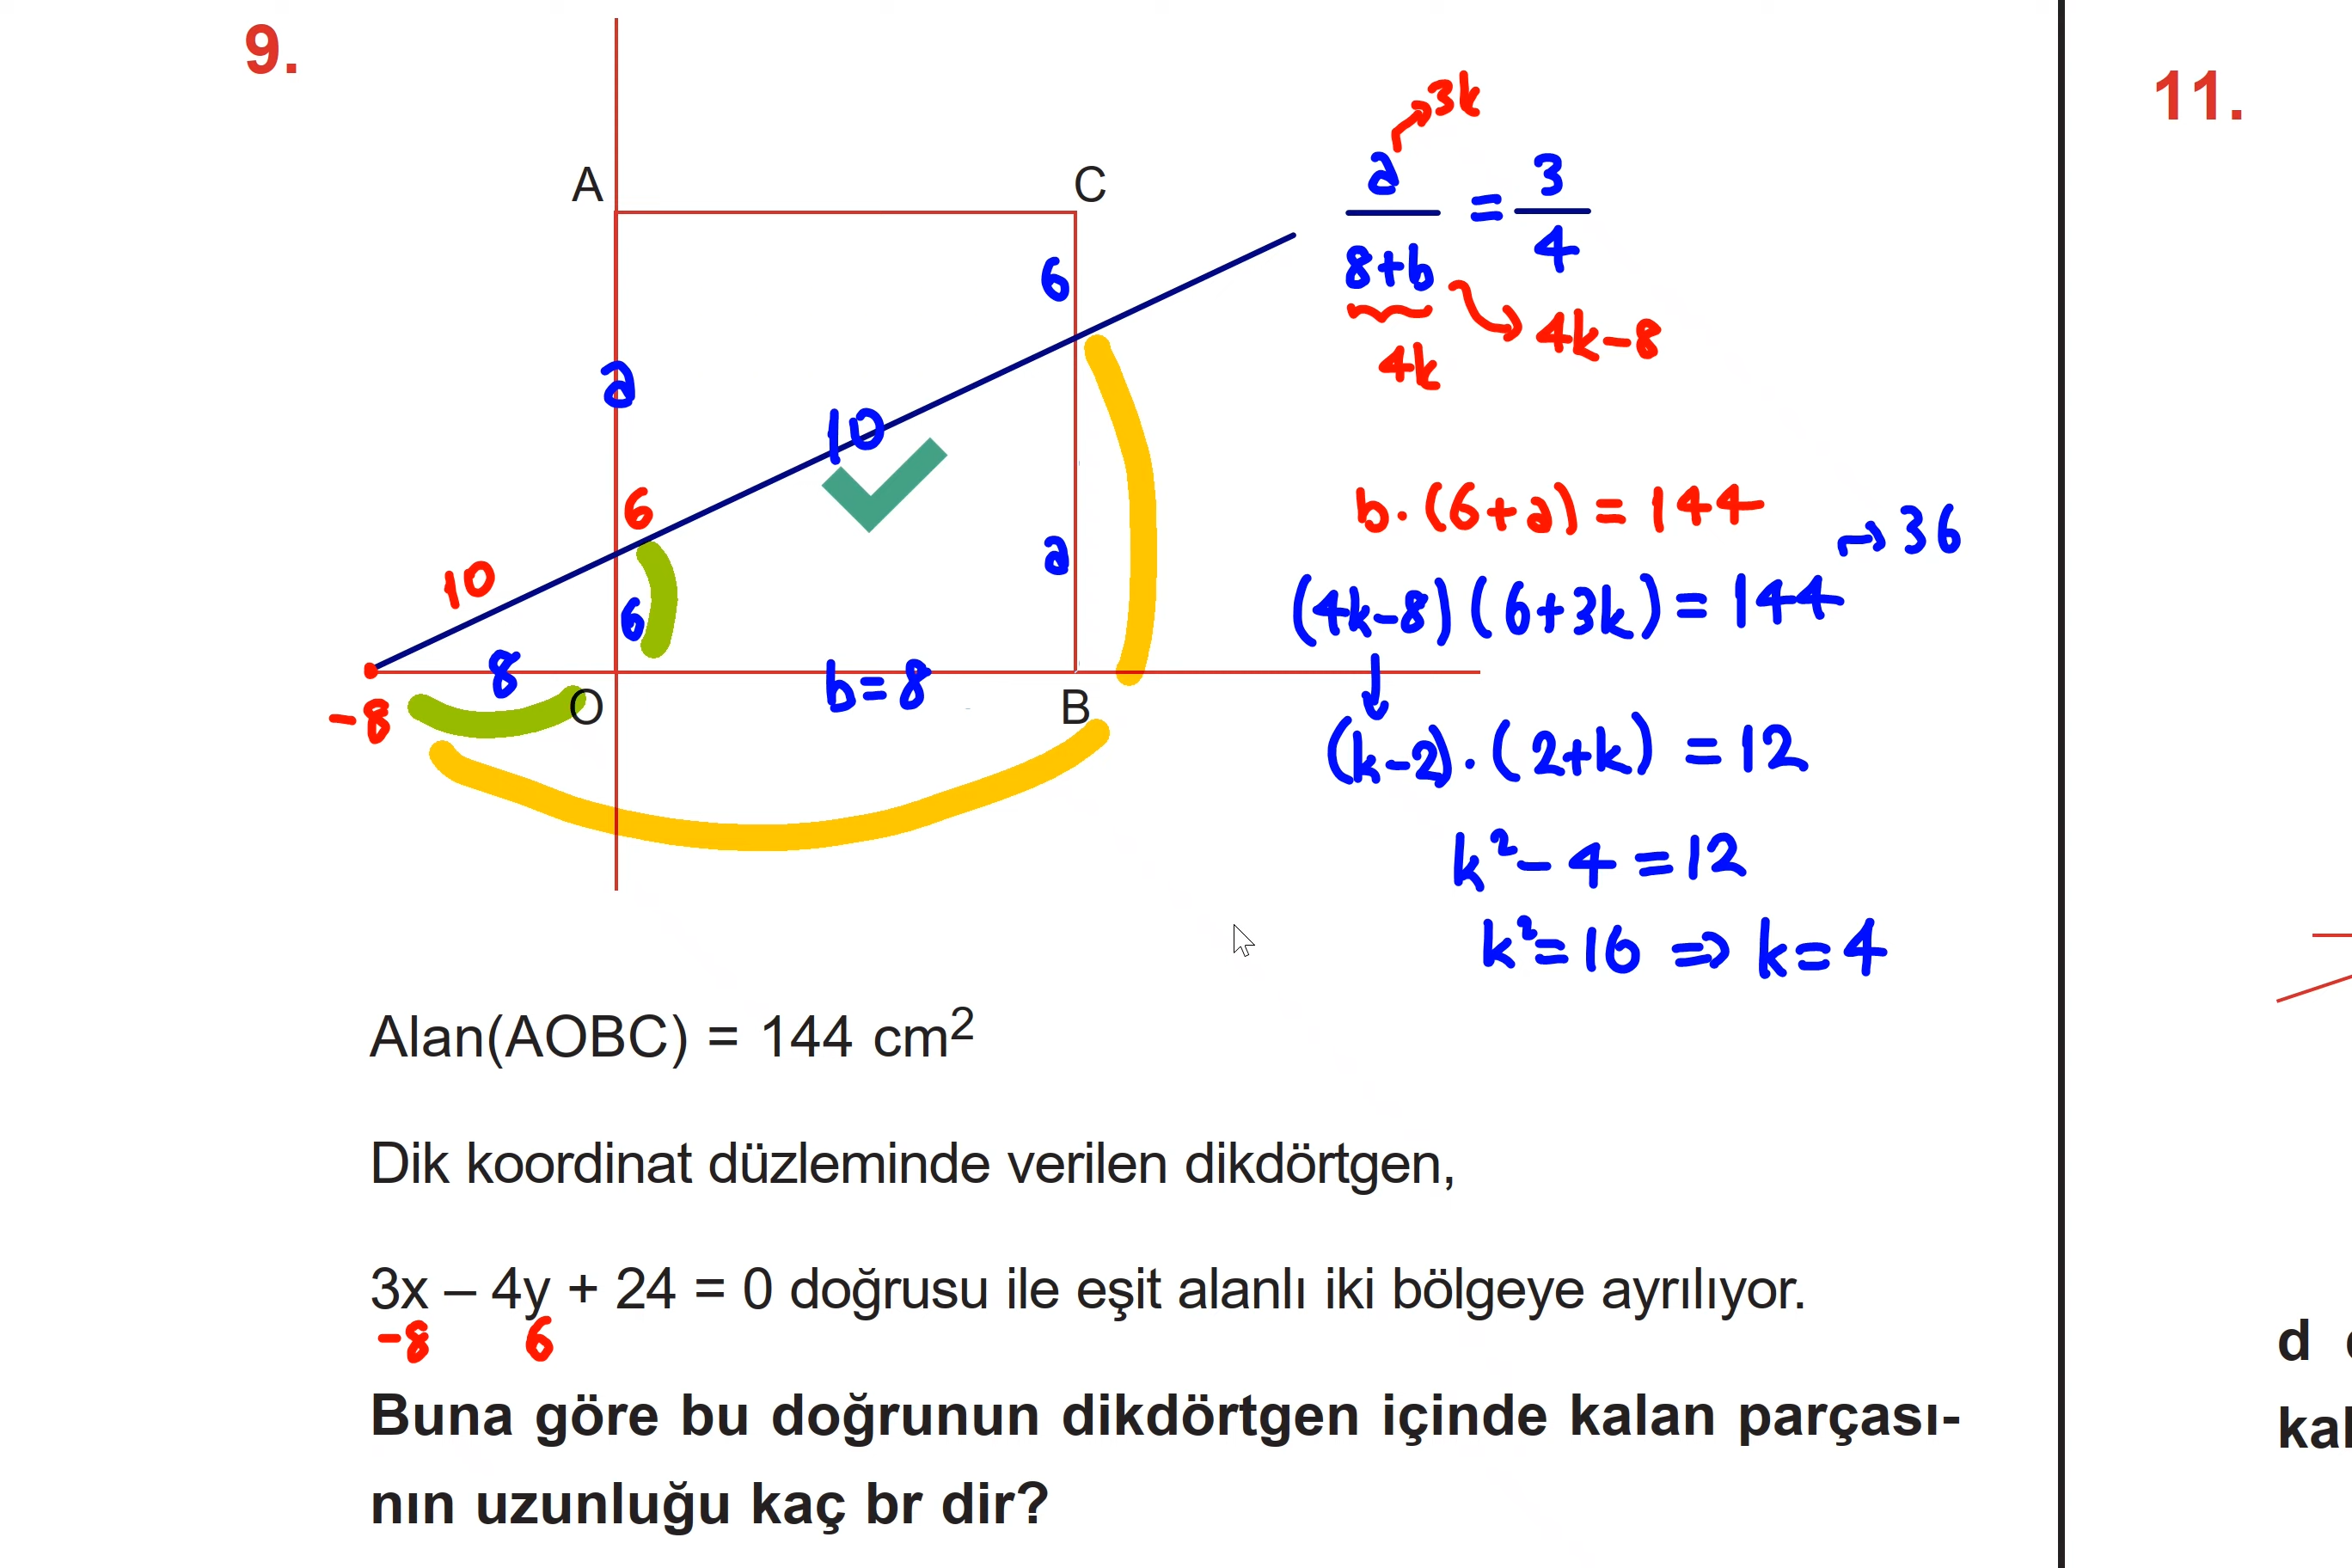 9.
11.
A
C
6
a
10
6
10
6
a
8
O
b=8
B
-8
3k
a/(8+b) = 3/4
4k
4k-8
b.(6+a)=144
(4k-8)(6+3k)=144 → 36
(k-2).(2+k) = 12
k²-4=12
k²=16 ⇒ k=4
Alan(AOBC) = 144 cm²
Dik koordinat düzleminde verilen dikdörtgen,
3x – 4y + 24 = 0 doğrusu ile eşit alanlı iki bölgeye ayrılıyor.
-8 6
Buna göre bu doğrunun dikdörtgen içinde kalan parçası-
nın uzunluğu kaç br dir?
d
kal